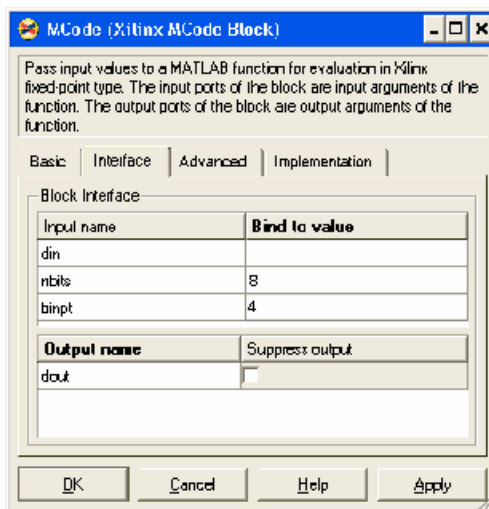 MCode (Xilinx MCode Block)
Pass input values to a MATLAB function for evaluation in Xilinx
fixed-point type. The input ports of the block are input arguments of the
function. The output ports of the block are output arguments of the
function.
Basic Interface Advanced Implementation
Block Interface
Input name Bind to value
din
nbits 8
binpt 4
Output name Suppress output
dout
OK Cancel Help Apply